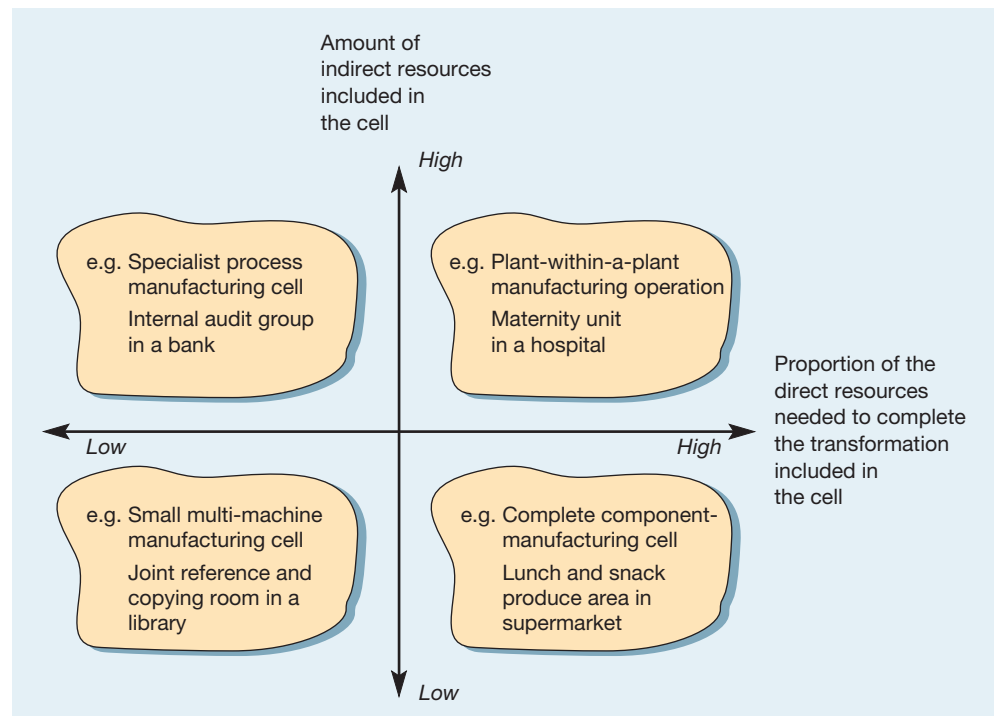 Amount of
indirect resources
included in
the cell
High
e.g. Specialist process
manufacturing cell
Internal audit group
in a bank
e.g. Plant-within-a-plant
manufacturing operation
Maternity unit
in a hospital
Proportion of the
direct resources
needed to complete
the transformation
included in
the cell
Low
High
e.g. Small multi-machine
manufacturing cell
Joint reference and
copying room in a
library
e.g. Complete component-
manufacturing cell
Lunch and snack
produce area in
supermarket
Low